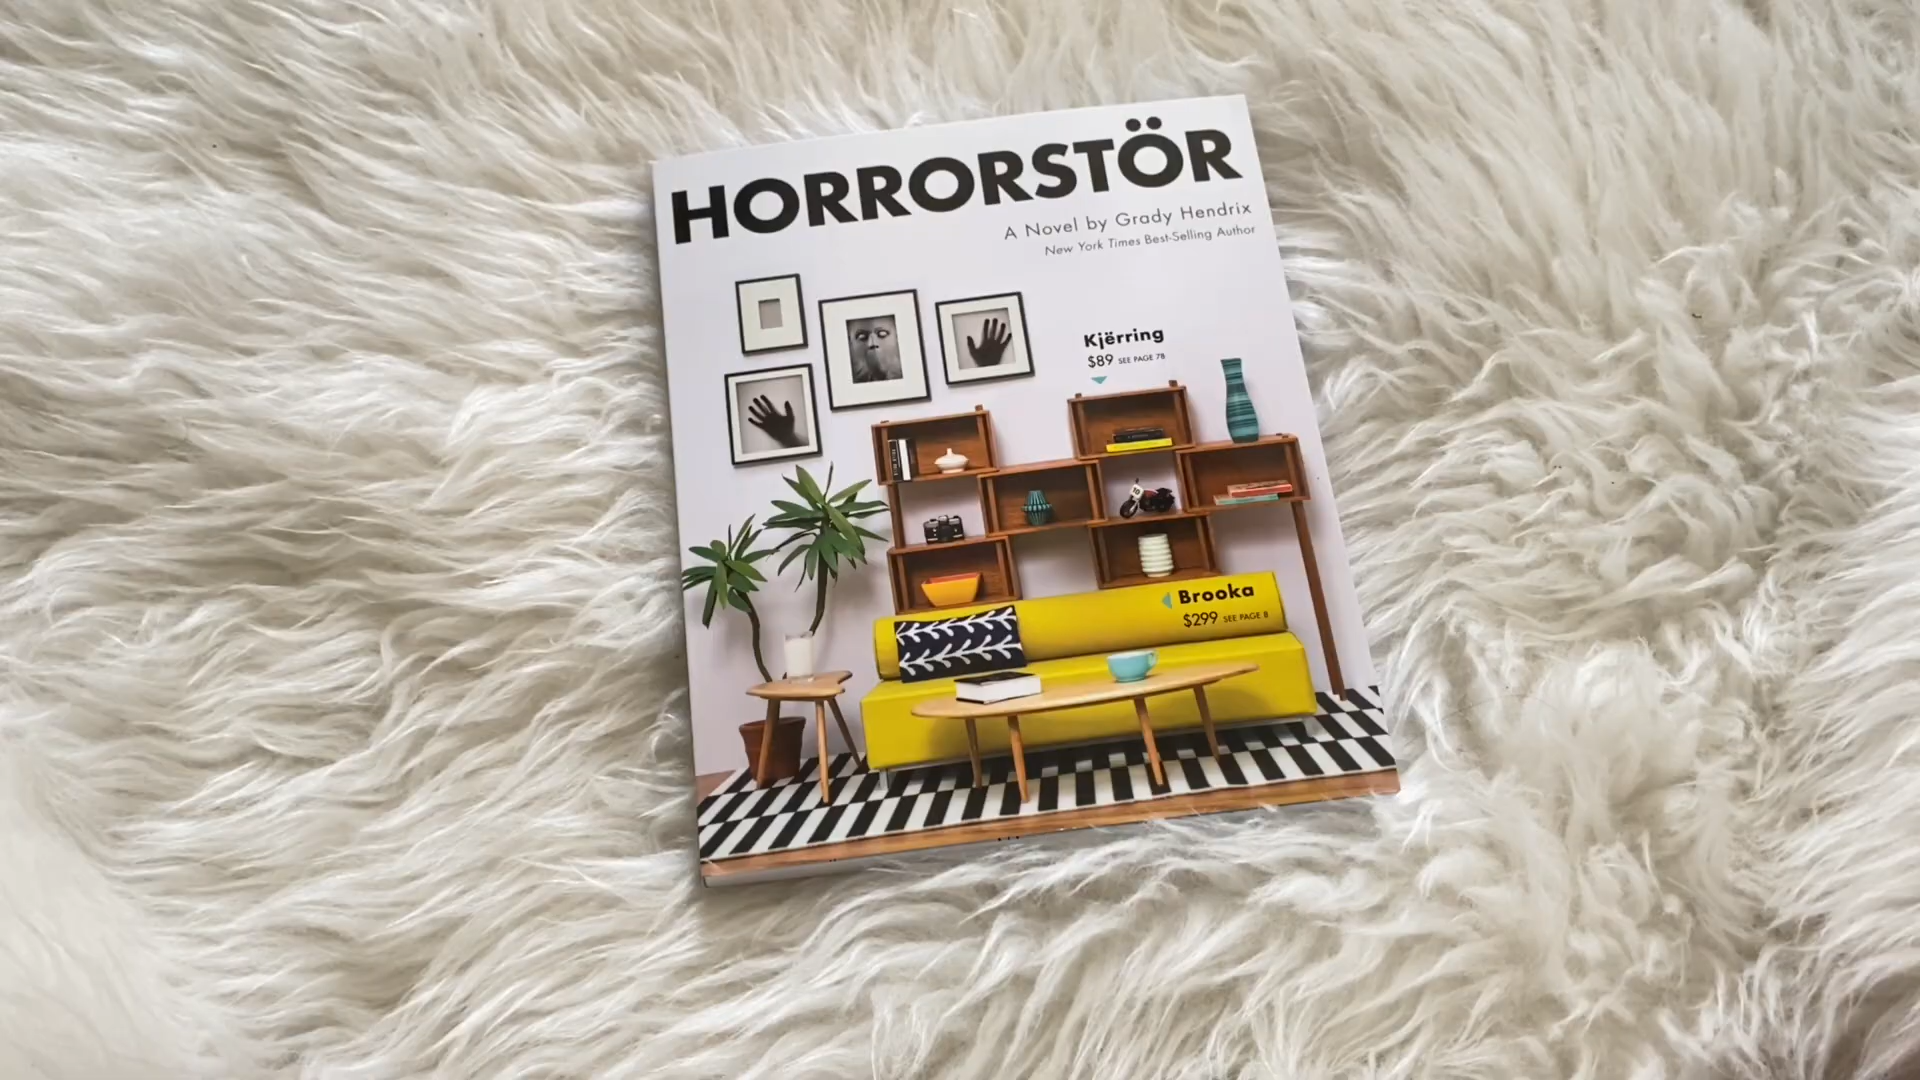 HORRORSTÖR
A Novel by Grady Hendrix
New York Times Best-Selling Author
Kjërring
$89 SEE PAGE 78
Brooka
$299 SEE PAGE 8
10